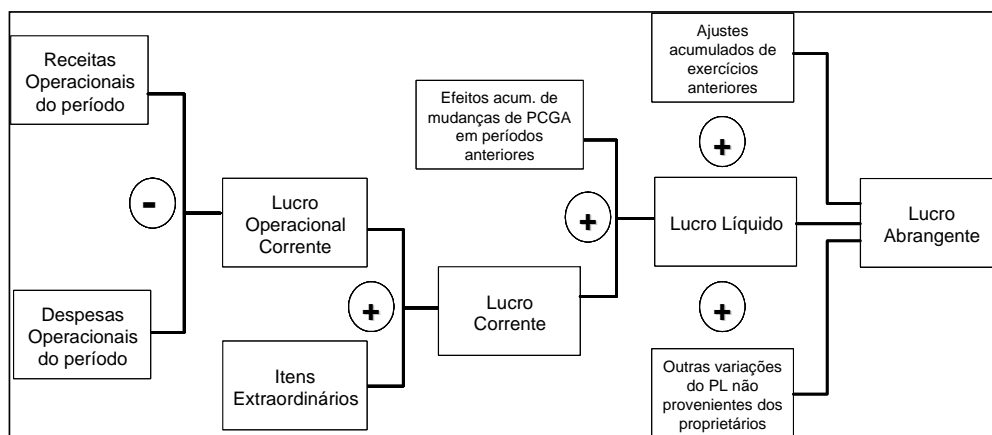 Receitas
Operacionais
do período
-
Despesas
Operacionais
do período
Lucro
Operacional
Corrente
+
Itens
Extraordinários
Lucro
Corrente
Efeitos acum. de
mudanças de PCGA
em períodos
anteriores
+
Ajustes
acumulados de
exercícios
anteriores
+
Lucro Líquido
+
Outras variações
do PL não
provenientes dos
proprietários
Lucro
Abrangente